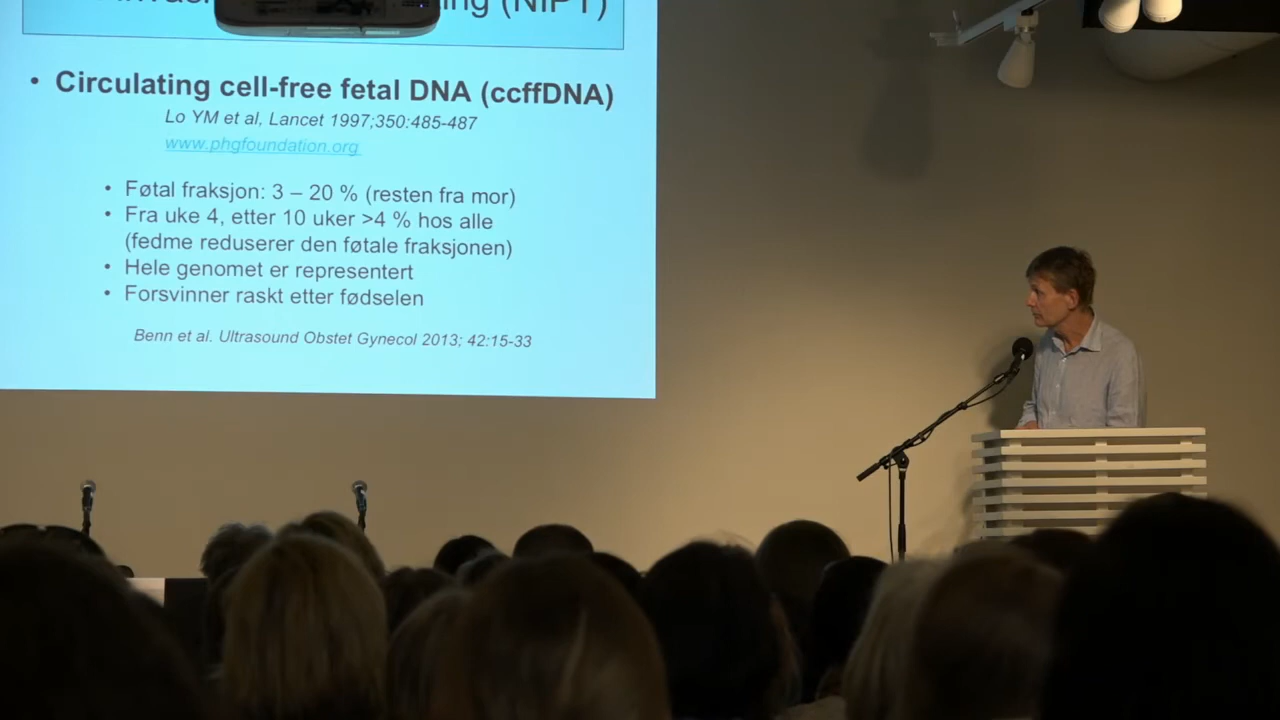 (NIPT)
• Circulating cell-free fetal DNA (ccffDNA)
Lo YM et al, Lancet 1997;350:485-487
www.phgfoundation.org
• Føtal fraksjon: 3 – 20 % (resten fra mor)
• Fra uke 4, etter 10 uker >4 % hos alle
(fedme reduserer den føtale fraksjonen)
• Hele genomet er representert
• Forsvinner raskt etter fødselen
Benn et al. Ultrasound Obstet Gynecol 2013; 42:15-33